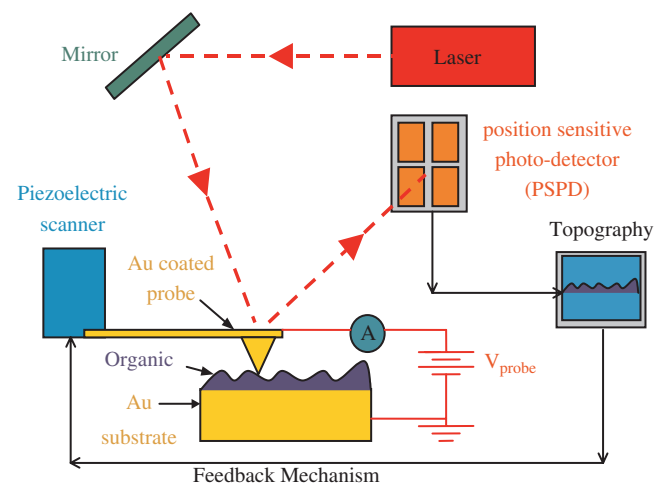 Mirror
Laser
position sensitive
photo-detector
(PSPD)
Piezoelectric
scanner
Topography
Au coated
probe
A
Organic
V_probe
Au
substrate
Feedback Mechanism